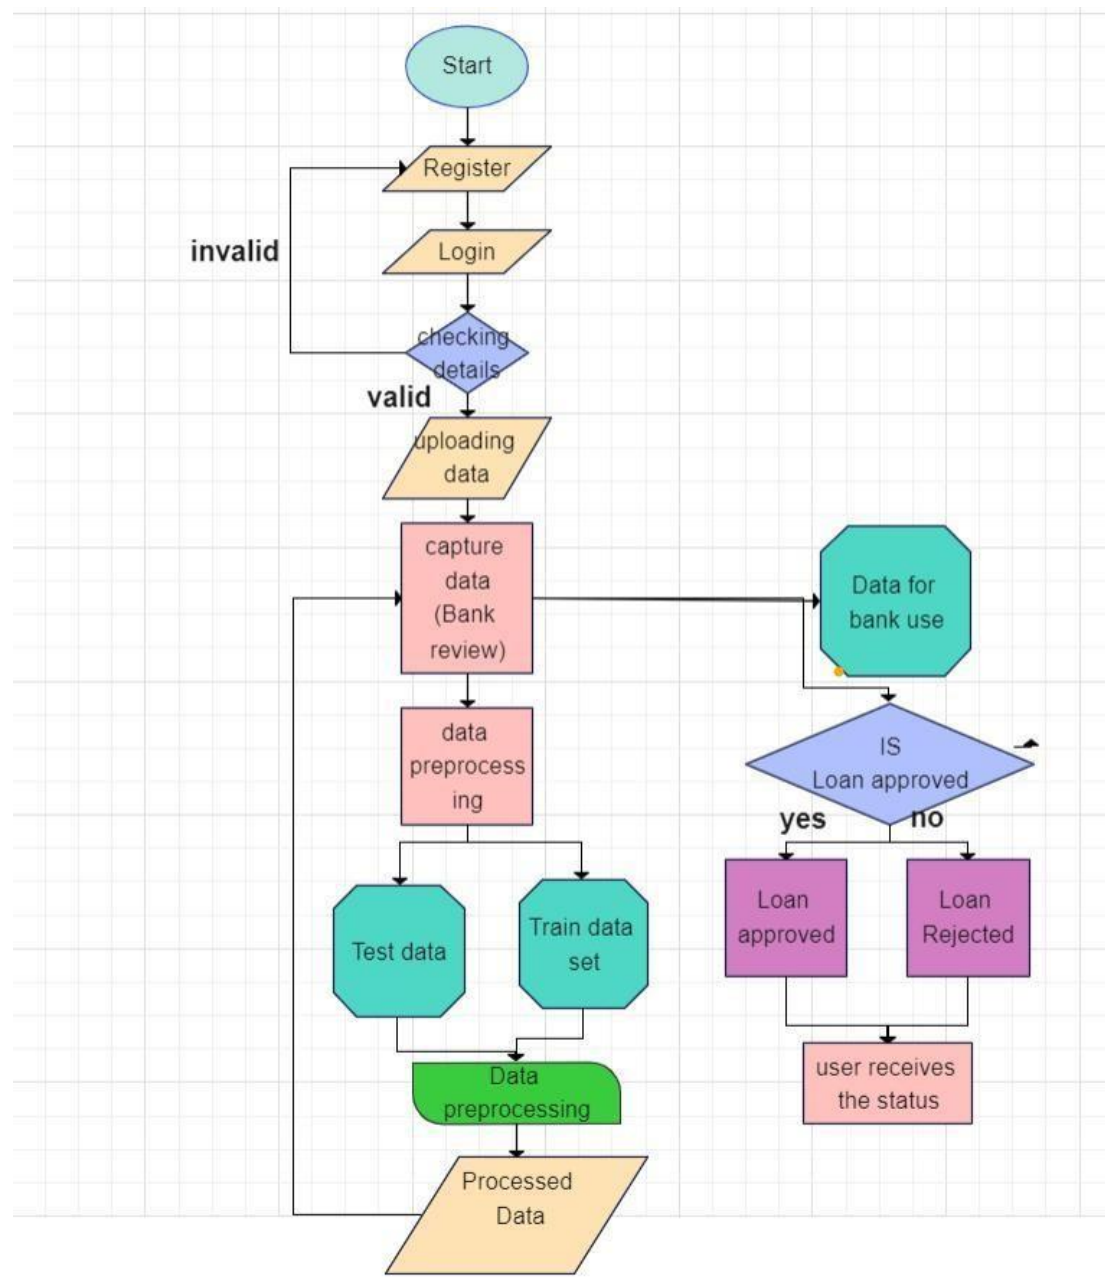 Start
Register
invalid
Login
checking
details
valid
uploading
data
capture
data
(Bank
review)
Data for
bank use
data
preprocess
ing
IS
Loan approved
yes
no
Test data
Train data
set
Loan
approved
Loan
Rejected
Data
preprocessing
user receives
the status
Processed
Data